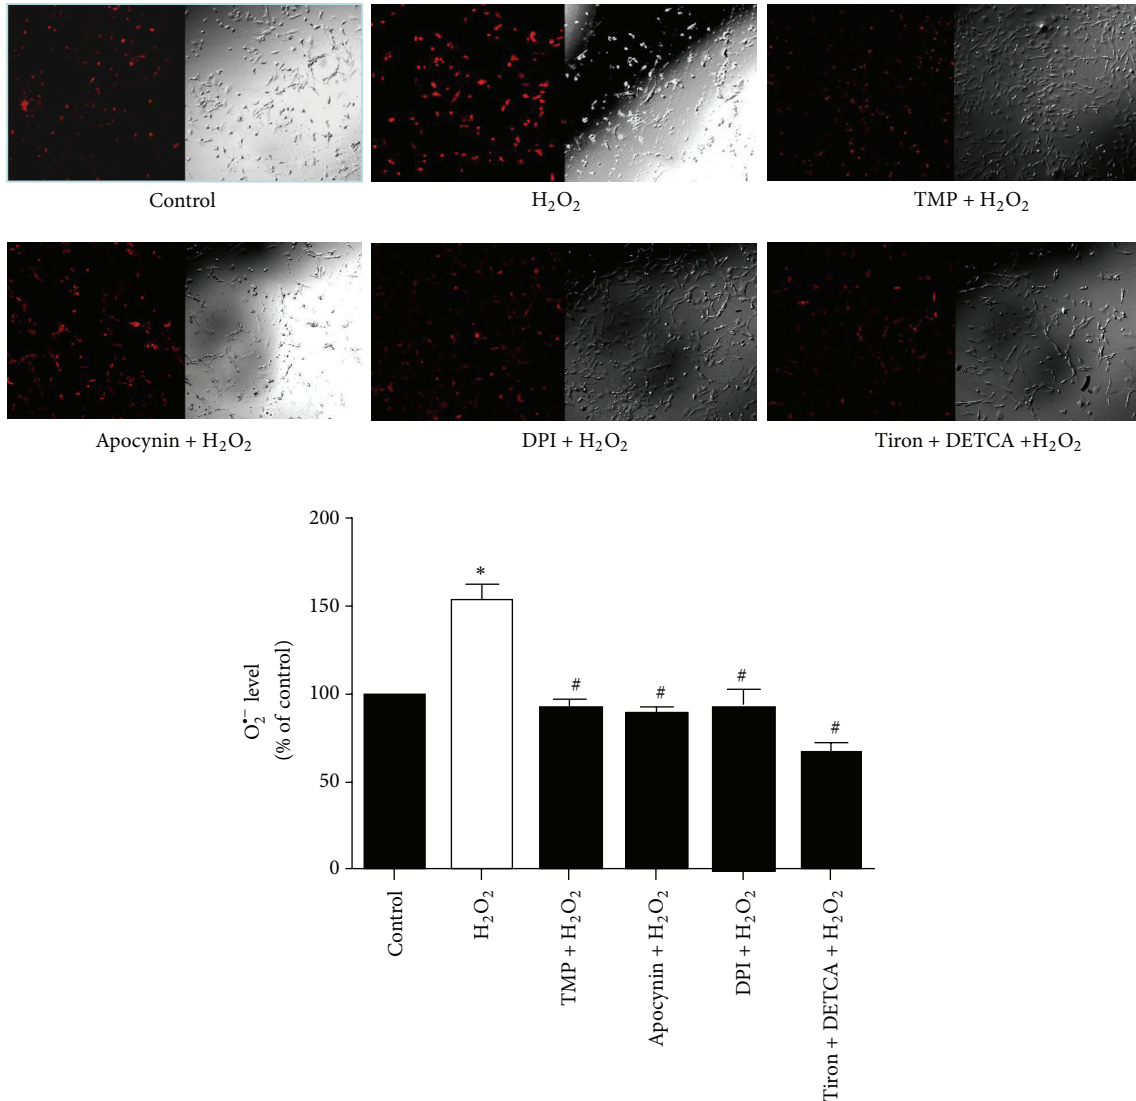 Control
H₂O₂
TMP + H₂O₂
Apocynin + H₂O₂
DPI + H₂O₂
Tiron + DETCA +H₂O₂
200
150
100
50
0
O₂•− level
(% of control)
*
#
#
#
#
Control
H₂O₂
TMP + H₂O₂
Apocynin + H₂O₂
DPI + H₂O₂
Tiron + DETCA + H₂O₂